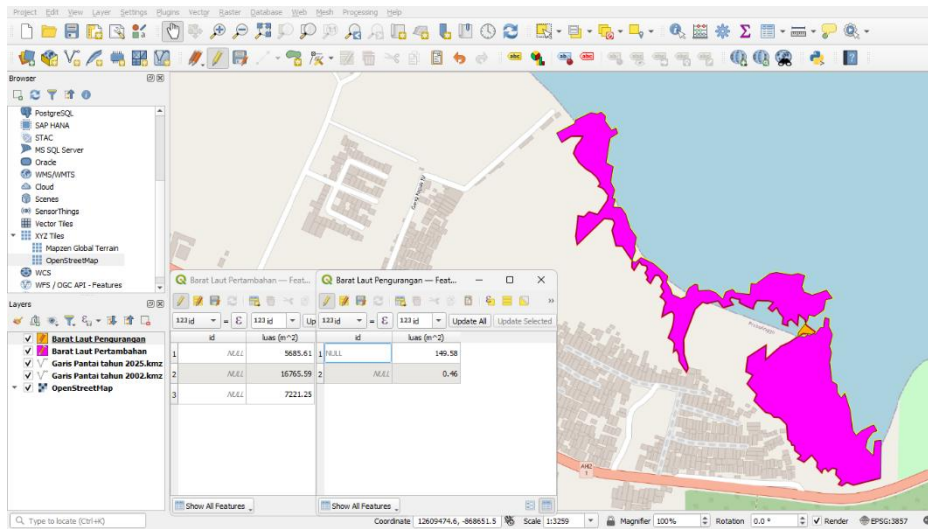 Project Edit View Layer Settings Plugins Vector Raster Database Web Mesh Processing Help
Browser
PostgreSQL
SAP HANA
STAC
MS SQL Server
Oracle
WMS/WMTS
Cloud
Scenes
SensorThings
Vector Tiles
XYZ Tiles
Mapzen Global Terrain
OpenStreetMap
WCS
WFS / OGC API - Features
Layers
Barat Laut Pengurangan
Barat Laut Pertambahan
Garis Pantai tahun 2025.kmz
Garis Pantai tahun 2002.kmz
OpenStreetMap
Barat Laut Pertambahan — Feat...
123 id = ε 123 id Up
id luas (m^2)
1 NULL 5685.61
2 NULL 16765.59
3 NULL 7221.25
Show All Features
Barat Laut Pengurangan — Feat...
123 id = ε 123 id Update All Update Selected
id luas (m^2)
1 NULL 149.58
2 NULL 0.46
Show All Features
AH2
1
Type to locate (Ctrl+K)
Coordinate 12609474.6, -868651.5 Scale 1:3259 Magnifier 100% Rotation 0.0 ° Render EPSG:3857